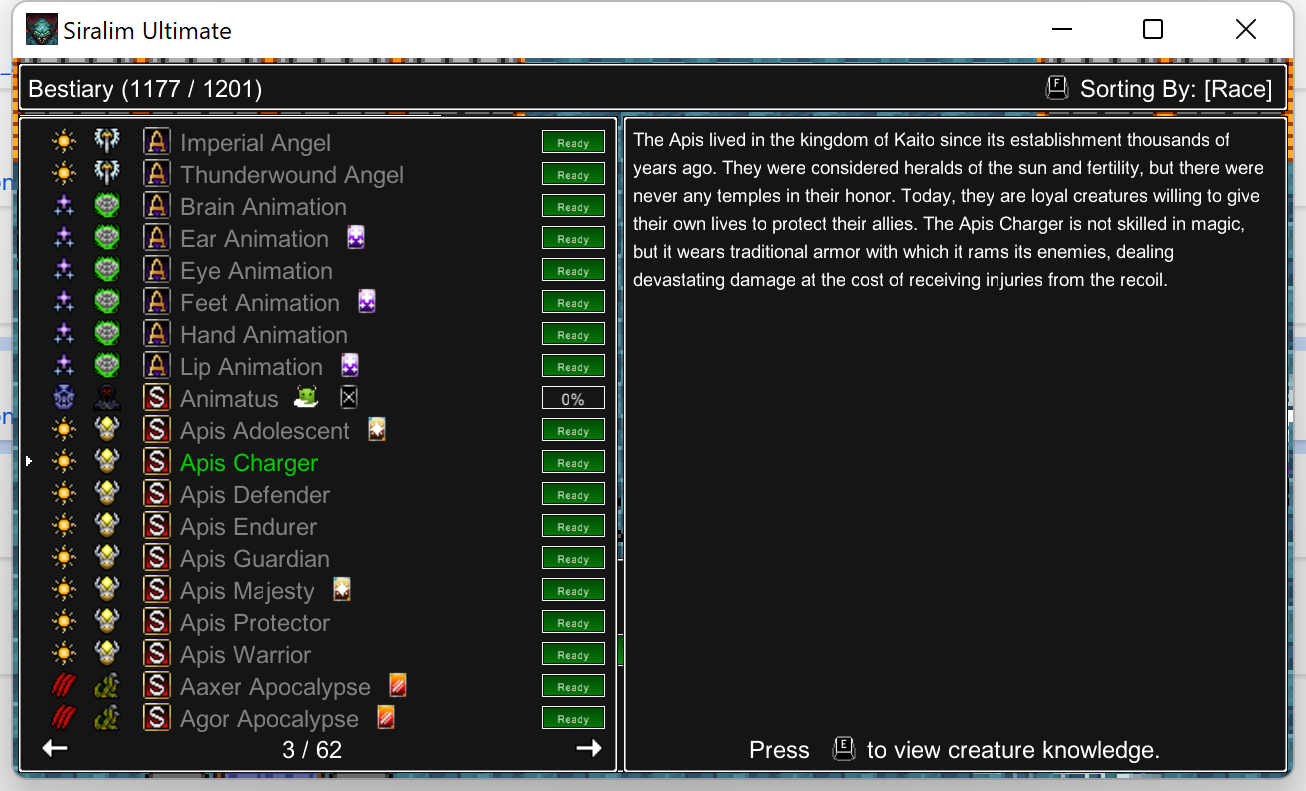 Siralim Ultimate
Bestiary (1177 / 1201)
F Sorting By: [Race]
A Imperial Angel Ready
A Thunderwound Angel Ready
A Brain Animation Ready
A Ear Animation Ready
A Eye Animation Ready
A Feet Animation Ready
A Hand Animation Ready
A Lip Animation Ready
S Animatus 0%
S Apis Adolescent Ready
S Apis Charger Ready
S Apis Defender Ready
S Apis Endurer Ready
S Apis Guardian Ready
S Apis Majesty Ready
S Apis Protector Ready
S Apis Warrior Ready
S Aaxer Apocalypse Ready
S Agor Apocalypse Ready
3 / 62
The Apis lived in the kingdom of Kaito since its establishment thousands of
years ago. They were considered heralds of the sun and fertility, but there were
never any temples in their honor. Today, they are loyal creatures willing to give
their own lives to protect their allies. The Apis Charger is not skilled in magic,
but it wears traditional armor with which it rams its enemies, dealing
devastating damage at the cost of receiving injuries from the recoil.
Press E to view creature knowledge.